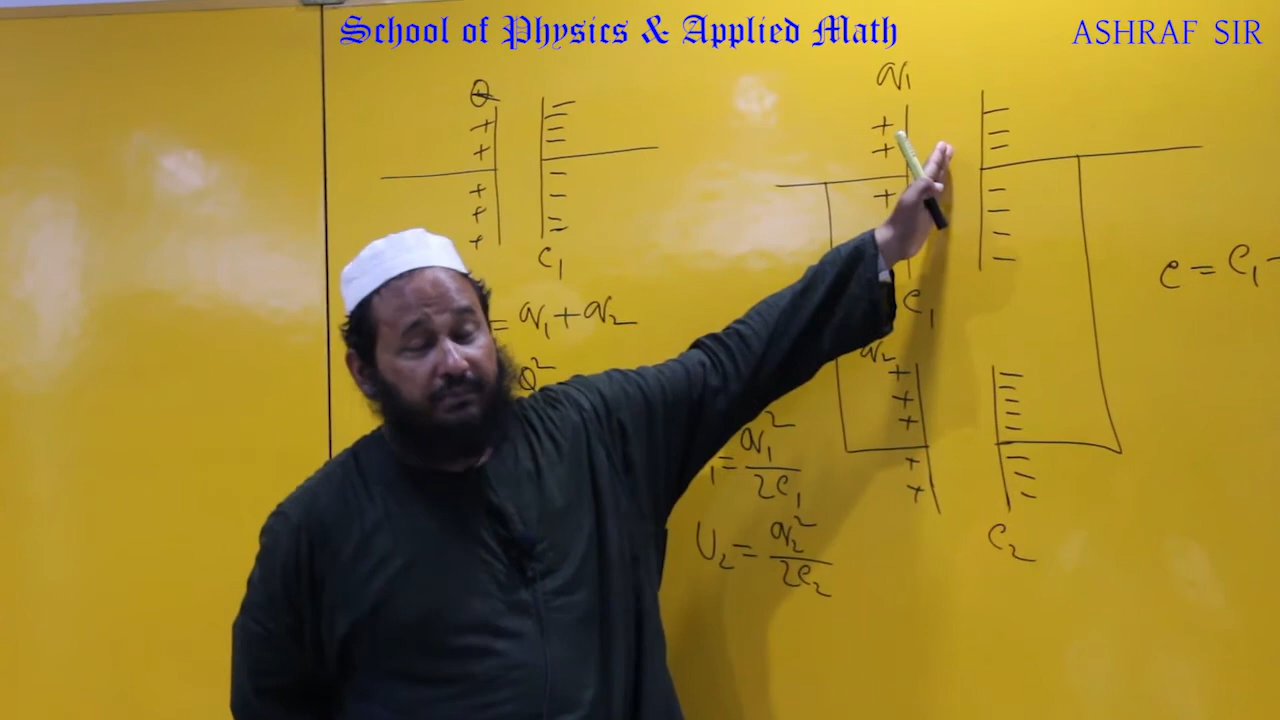 School of Physics & Applied Math
ASHRAF SIR
Q
+
+
+
+
+
C₁
= q₁ + q₂
Q²
q₁
+
+
+
C₁
C = C₁
q₂
+
+
+
+
+
C₂
₁ = q₁² / 2C₁
U₂ = q₂² / 2C₂